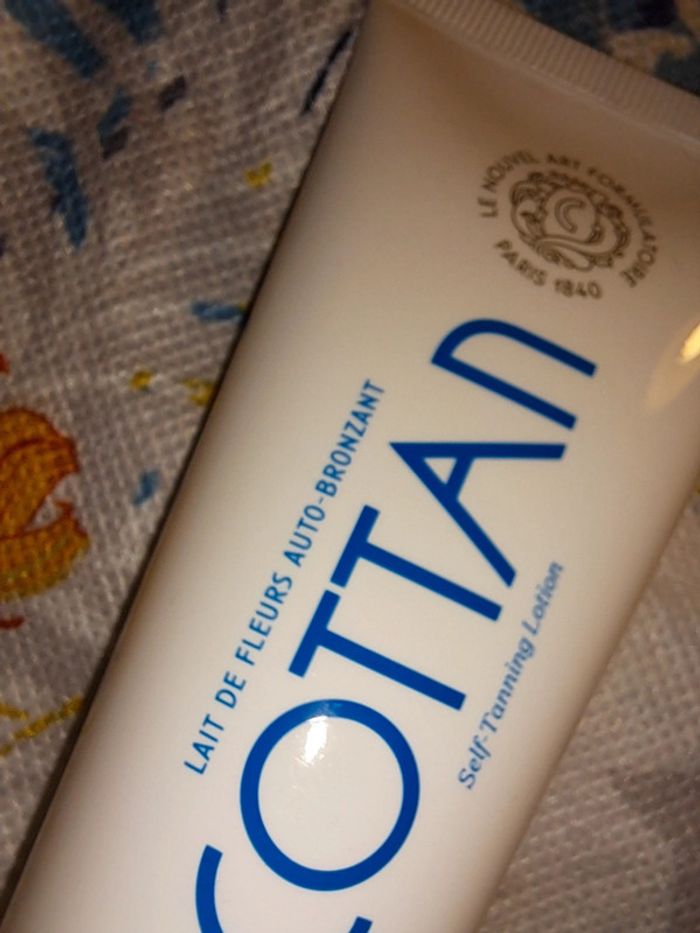 LE NOUVEL ART FORMULATOIRE
PARIS 1840
LAIT DE FLEURS AUTO-BRONZANT
COTTAN
Self-Tanning Lotion